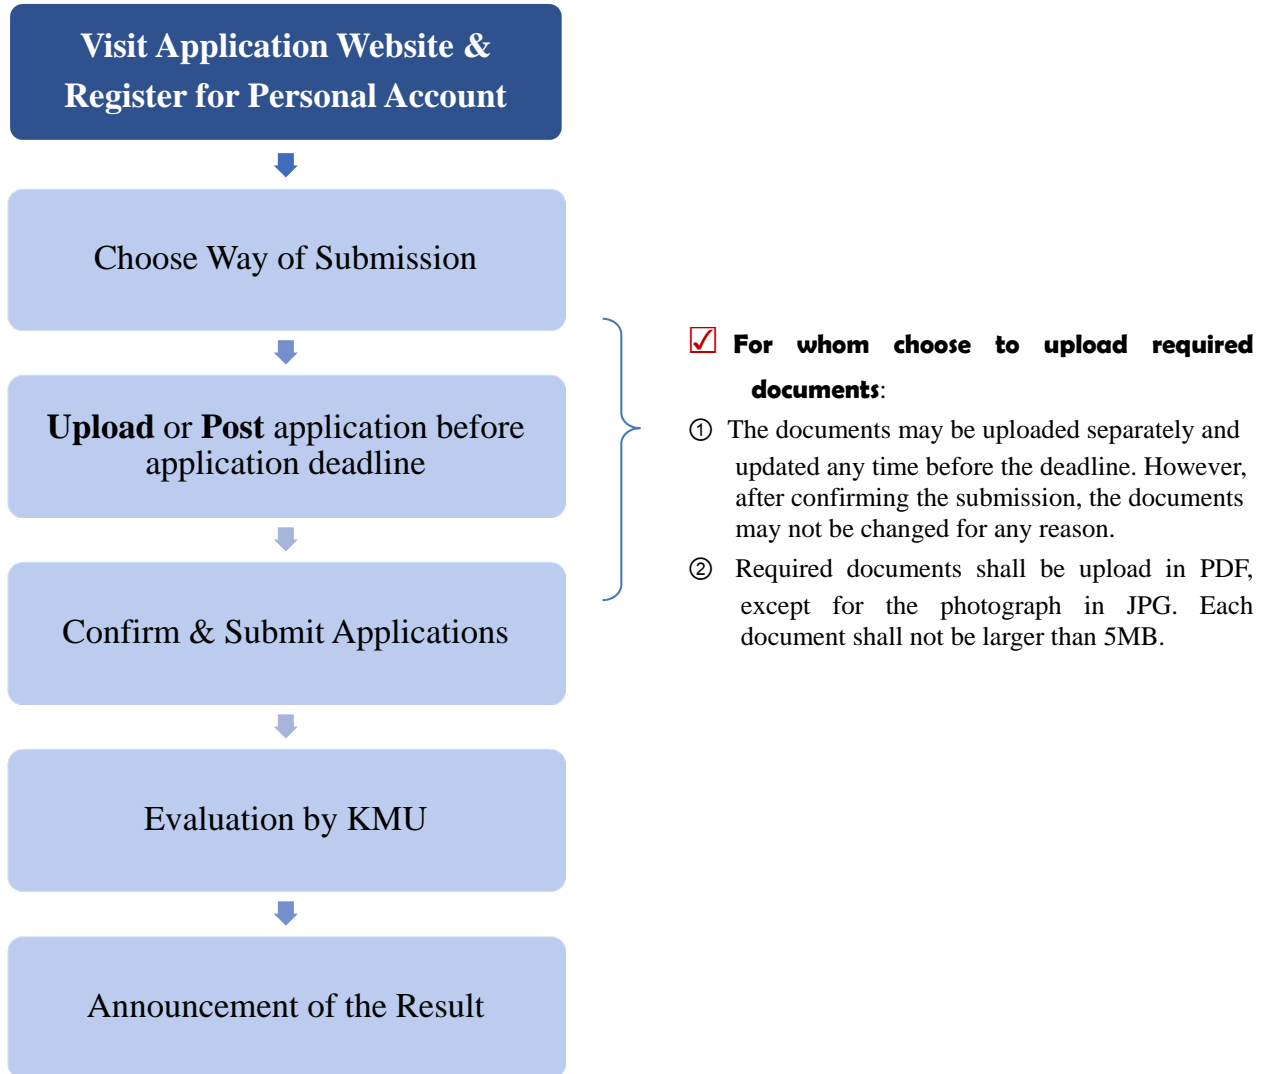 Visit Application Website &
Register for Personal Account
Choose Way of Submission
Upload or Post application before
application deadline
Confirm & Submit Applications
Evaluation by KMU
Announcement of the Result
☑ For whom choose to upload required
documents:
① The documents may be uploaded separately and
updated any time before the deadline. However,
after confirming the submission, the documents
may not be changed for any reason.
② Required documents shall be upload in PDF,
except for the photograph in JPG. Each
document shall not be larger than 5MB.